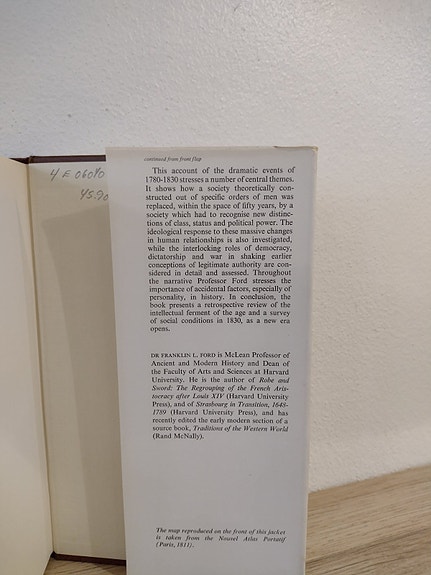 4 E 06090
45.90
continued from front flap
This account of the dramatic events of
1780-1830 stresses a number of central themes.
It shows how a society theoretically con-
structed out of specific orders of men was
replaced, within the space of fifty years, by
a society which had to recognise new distinc-
tions of class, status and political power. The
ideological response to these massive changes
in human relationships is also investigated,
while the interlocking roles of democracy,
dictatorship and war in shaking earlier
conceptions of legitimate authority are con-
sidered in detail and assessed. Throughout
the narrative Professor Ford stresses the
importance of accidental factors, especially of
personality, in history. In conclusion, the
book presents a retrospective review of the
intellectual ferment of the age and a survey
of social conditions in 1830, as a new era
opens.
DR FRANKLIN L. FORD is McLean Professor of
Ancient and Modern History and Dean of
the Faculty of Arts and Sciences at Harvard
University. He is the author of Robe and
Sword: The Regrouping of the French Aris-
tocracy after Louis XIV (Harvard University
Press), and of Strasbourg in Transition, 1648-
1789 (Harvard University Press), and has
recently edited the early modern section of a
source book, Traditions of the Western World
(Rand McNally).
The map reproduced on the front of this jacket
is taken from the Nouvel Atlas Portatif
(Paris, 1811).